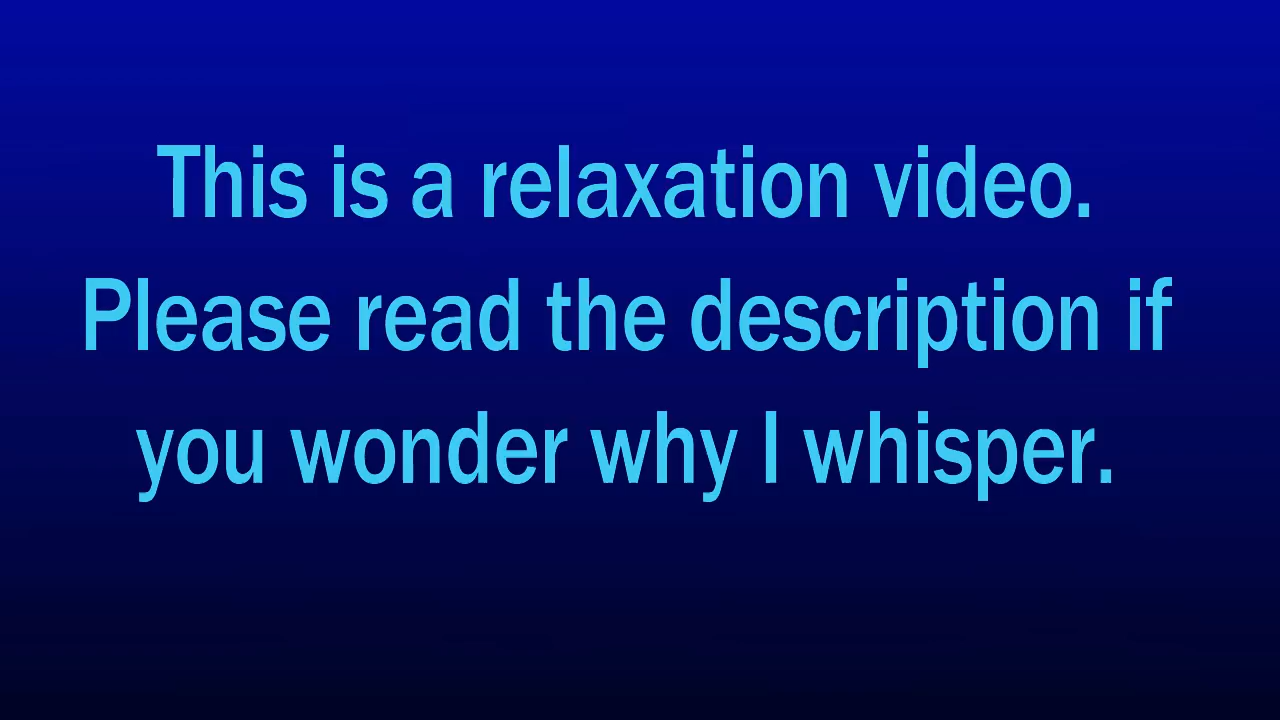 This is a relaxation video.
Please read the description if
you wonder why I whisper.